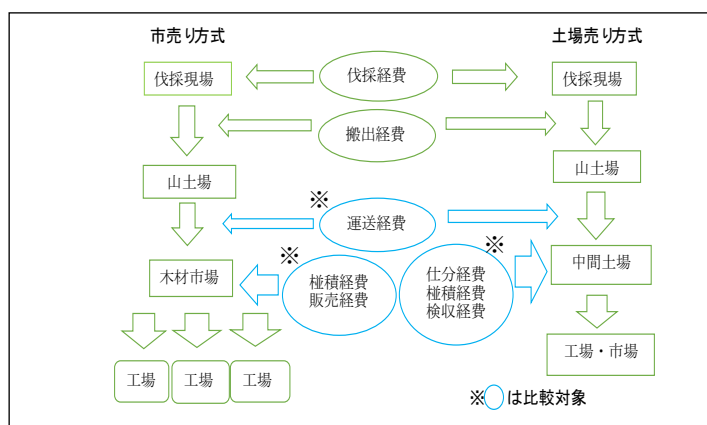 市売り方式
土場売り方式
伐採現場
伐採経費
伐採現場
搬出経費
山土場
山土場
※
運送経費
※
※
木材市場
椪積経費
販売経費
仕分経費
椪積経費
検収経費
中間土場
工場
工場
工場
工場・市場
※ は比較対象